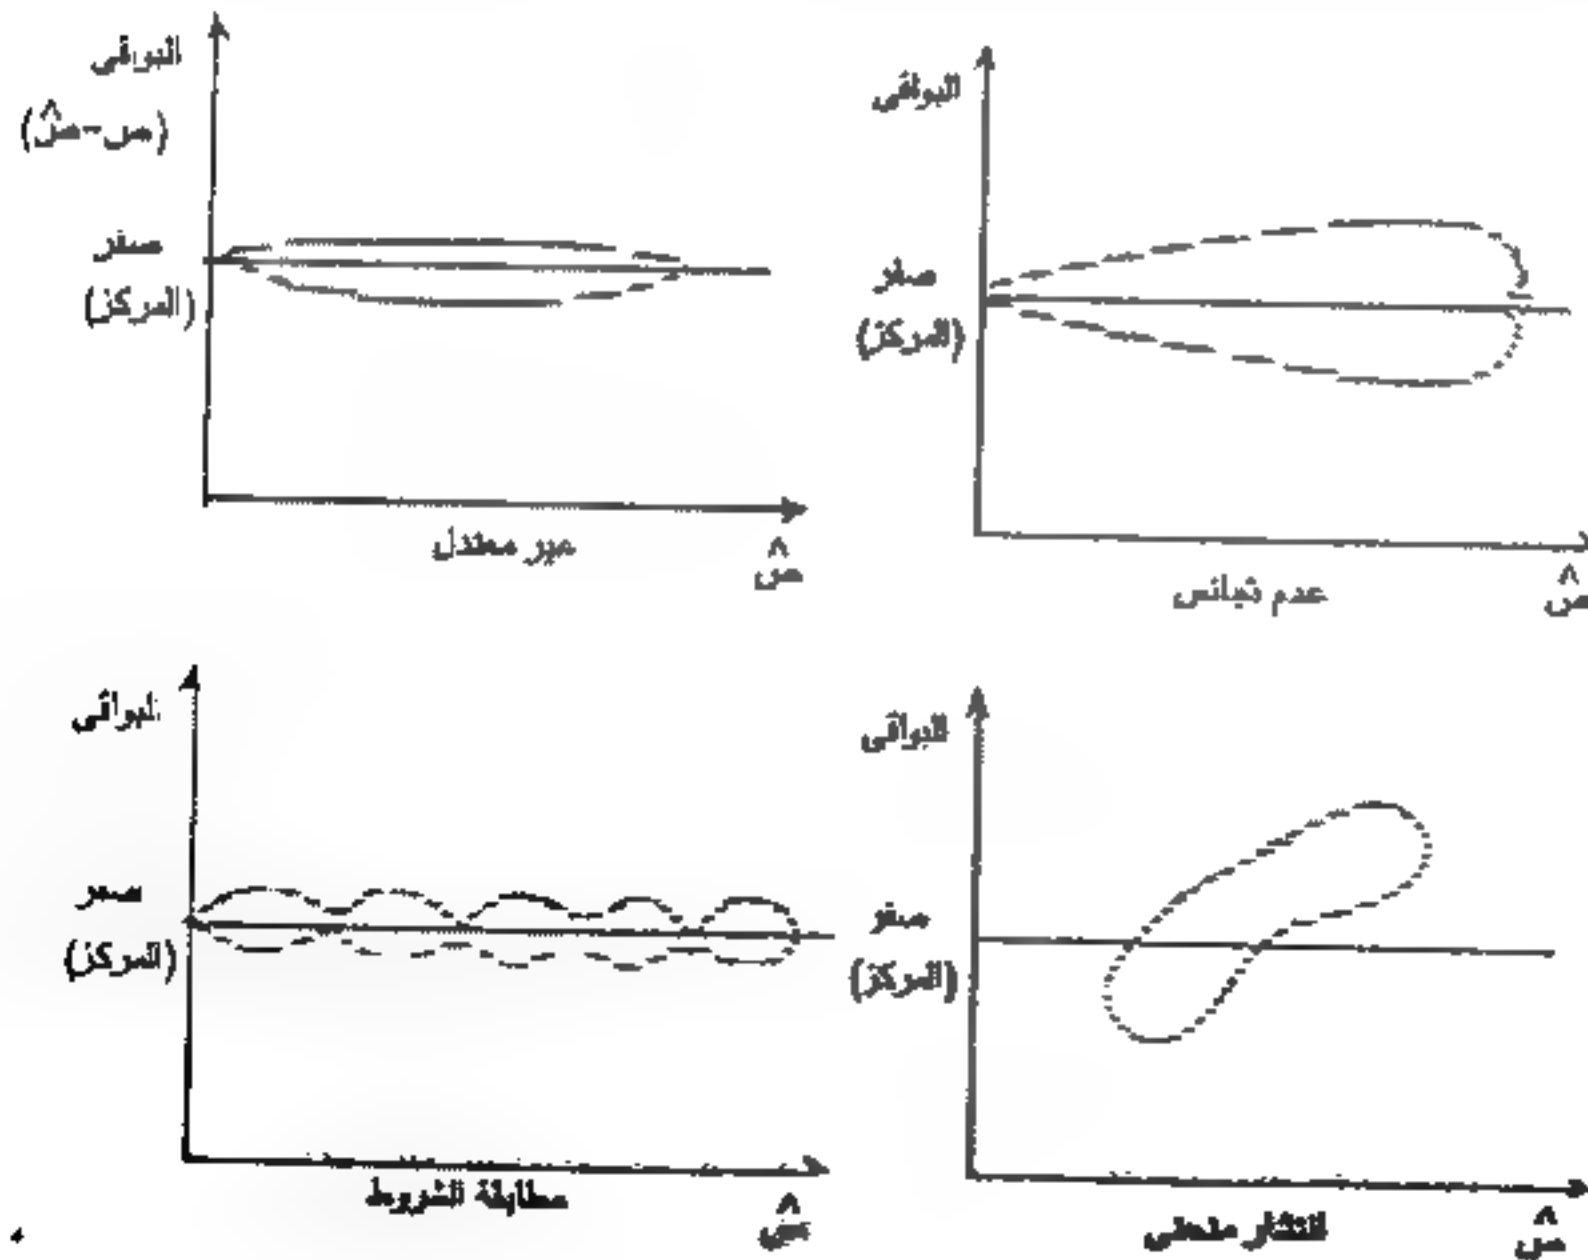 البواقي
(ص-صَ^)
صفر
(المركز)
غير معتدل
ص^
البواقي
صفر
(المركز)
عدم تجانس
ص^
البواقي
صفر
(المركز)
مطابقة الشروط
ص^
البواقي
صفر
(المركز)
انتشار منحني
ص^